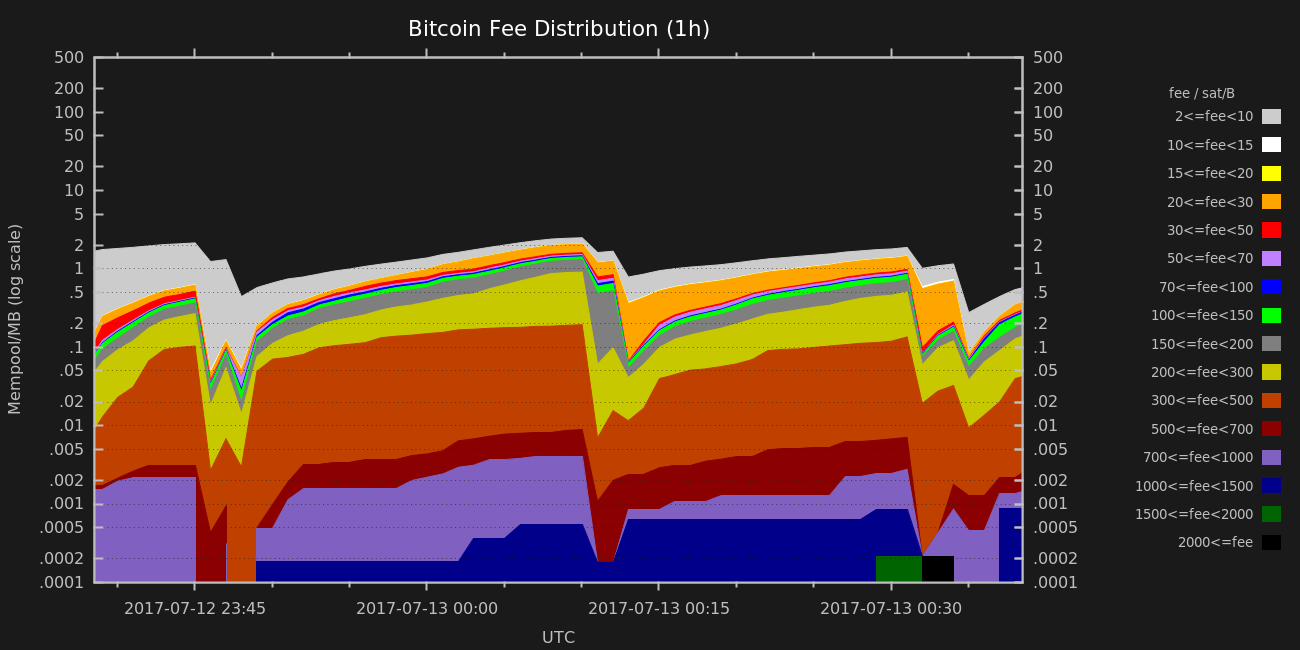 Bitcoin Fee Distribution (1h)
500 500
200 200
100 100
50 50
20 20
10 10
5 5
2 2
1 1
.5 .5
.2 .2
.1 .1
.05 .05
.02 .02
.01 .01
.005 .005
.002 .002
.001 .001
.0005 .0005
.0002 .0002
.0001 .0001
Mempool/MB (log scale)
2017-07-12 23:45 2017-07-13 00:00 2017-07-13 00:15 2017-07-13 00:30
UTC
fee / sat/B
2<=fee<10
10<=fee<15
15<=fee<20
20<=fee<30
30<=fee<50
50<=fee<70
70<=fee<100
100<=fee<150
150<=fee<200
200<=fee<300
300<=fee<500
500<=fee<700
700<=fee<1000
1000<=fee<1500
1500<=fee<2000
2000<=fee